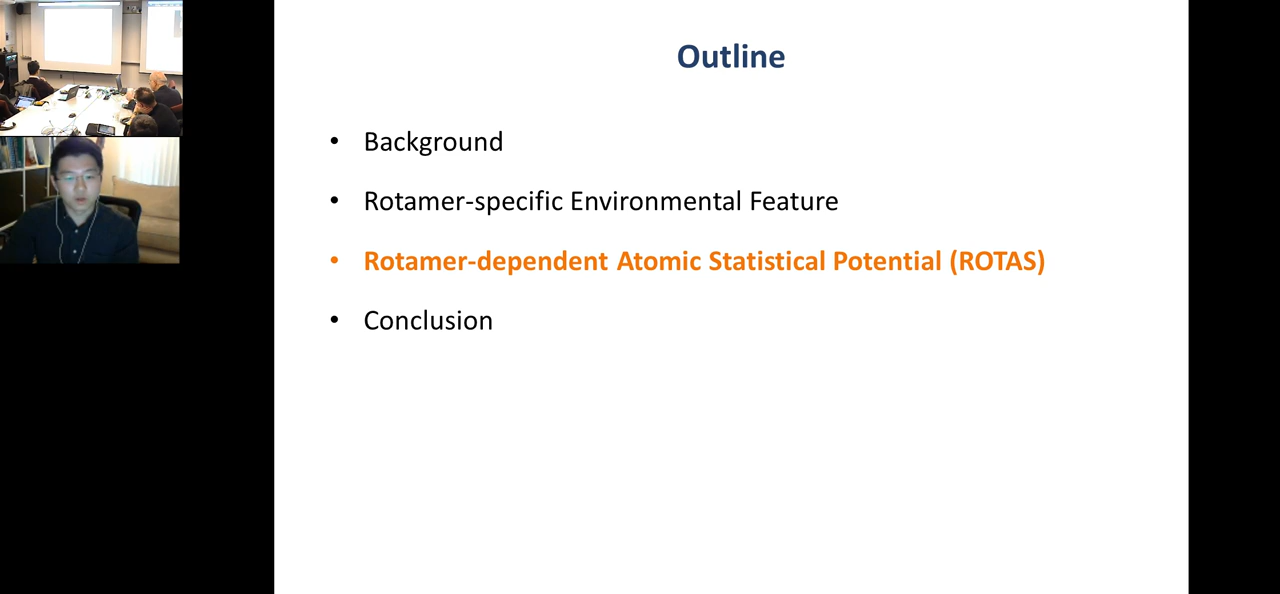 Outline
• Background
• Rotamer-specific Environmental Feature
• Rotamer-dependent Atomic Statistical Potential (ROTAS)
• Conclusion